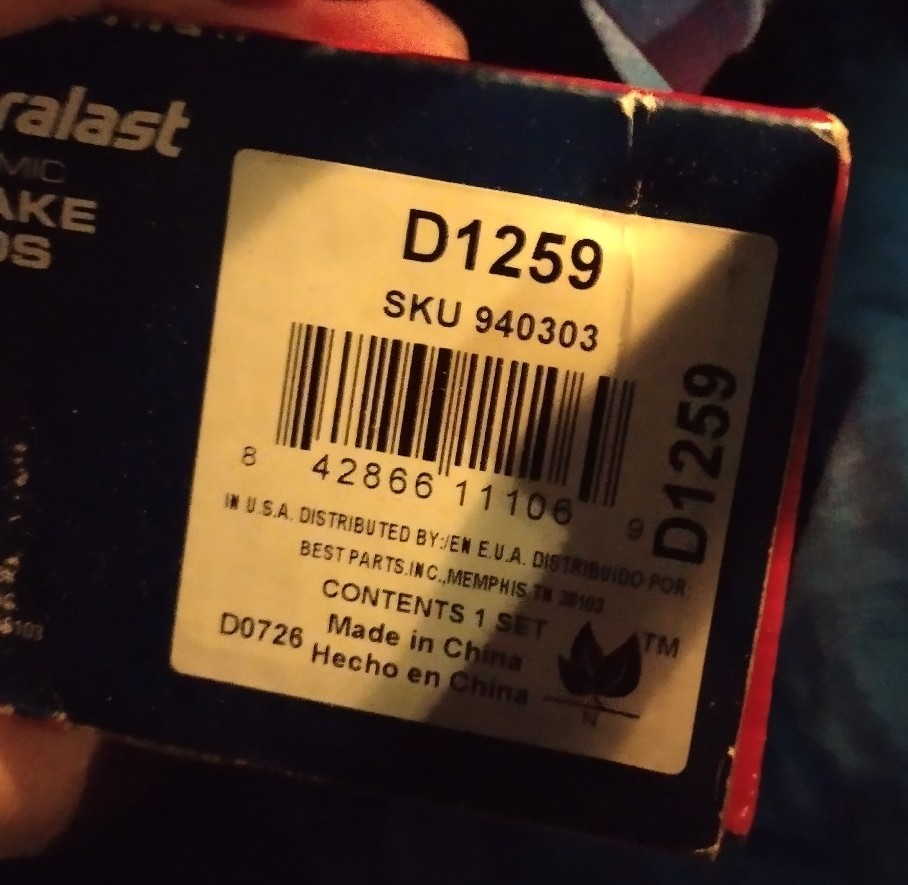 ralast
MIC
AKE
DS
D1259
SKU 940303
8 42866 11106 9
D1259
IN U.S.A. DISTRIBUTED BY:/EN E.U.A. DISTRIBUIDO POR:
BEST PARTS.INC.,MEMPHIS,TN 38103
CONTENTS 1 SET
D0726 Made in China
Hecho en China
TM
N